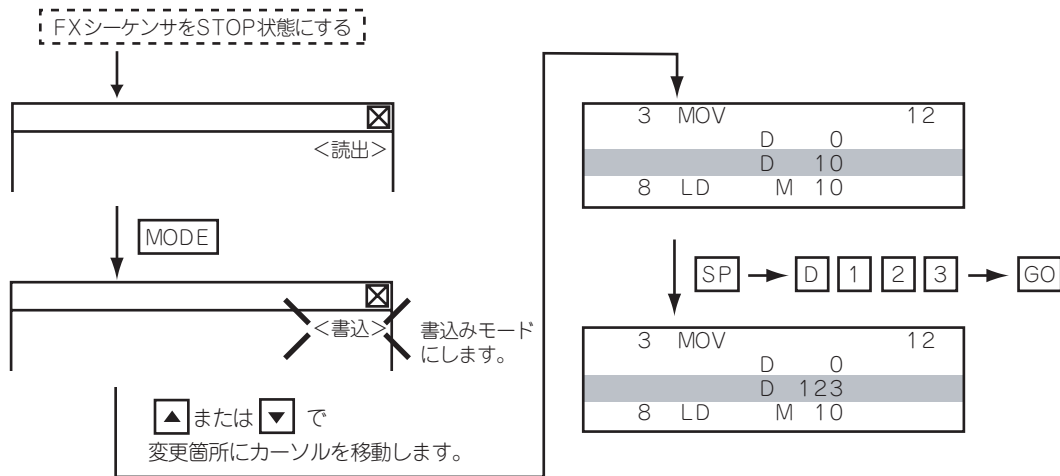 FXシーケンサをSTOP状態にする
<読出>
MODE
<書込>
書込みモード
にします。
▲ または ▼ で
変更箇所にカーソルを移動します。
3 MOV 12
D 0
D 10
8 LD M 10
SP → D 1 2 3 → GO
3 MOV 12
D 0
D 123
8 LD M 10